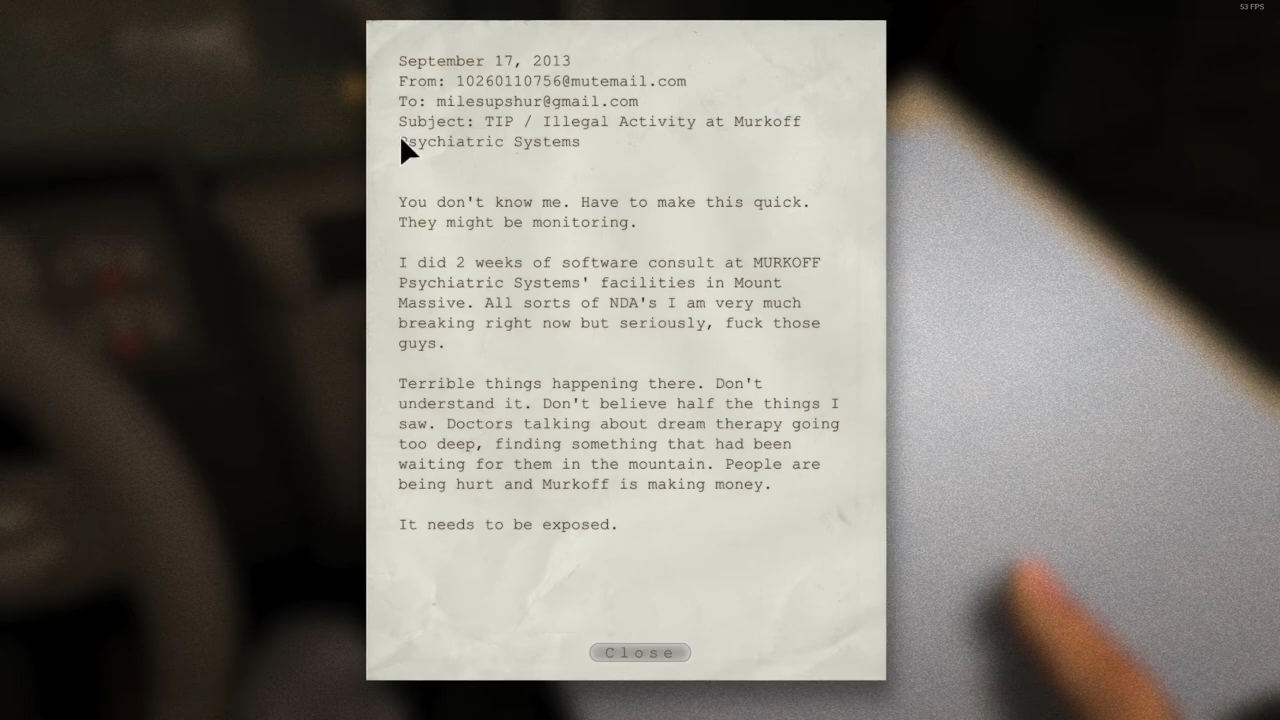 53 FPS
September 17, 2013
From: 10260110756@mutemail.com
To: milesupshur@gmail.com
Subject: TIP / Illegal Activity at Murkoff
Psychiatric Systems
You don't know me. Have to make this quick.
They might be monitoring.
I did 2 weeks of software consult at MURKOFF
Psychiatric Systems' facilities in Mount
Massive. All sorts of NDA's I am very much
breaking right now but seriously, fuck those
guys.
Terrible things happening there. Don't
understand it. Don't believe half the things I
saw. Doctors talking about dream therapy going
too deep, finding something that had been
waiting for them in the mountain. People are
being hurt and Murkoff is making money.
It needs to be exposed.
Close